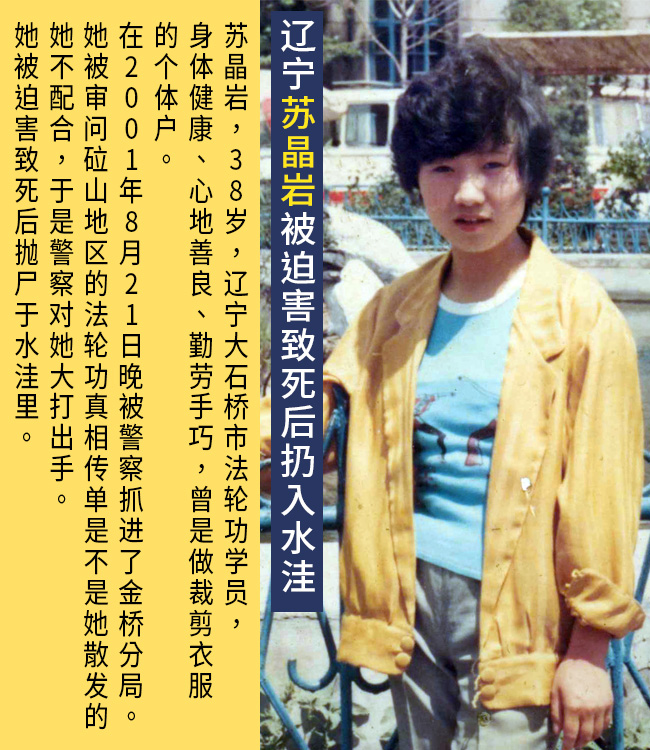 辽宁苏晶岩被迫害致死后扔入水洼
苏晶岩，38岁，辽宁大石桥市法轮功学员，
身体健康、心地善良、勤劳手巧，曾是做裁剪衣服
的个体户。
在2001年8月21日晚被警察抓进了金桥分局。
她被审问砬山地区的法轮功真相传单是不是她散发的
她不配合，于是警察对她大打出手。
她被迫害致死后抛尸于水洼里。